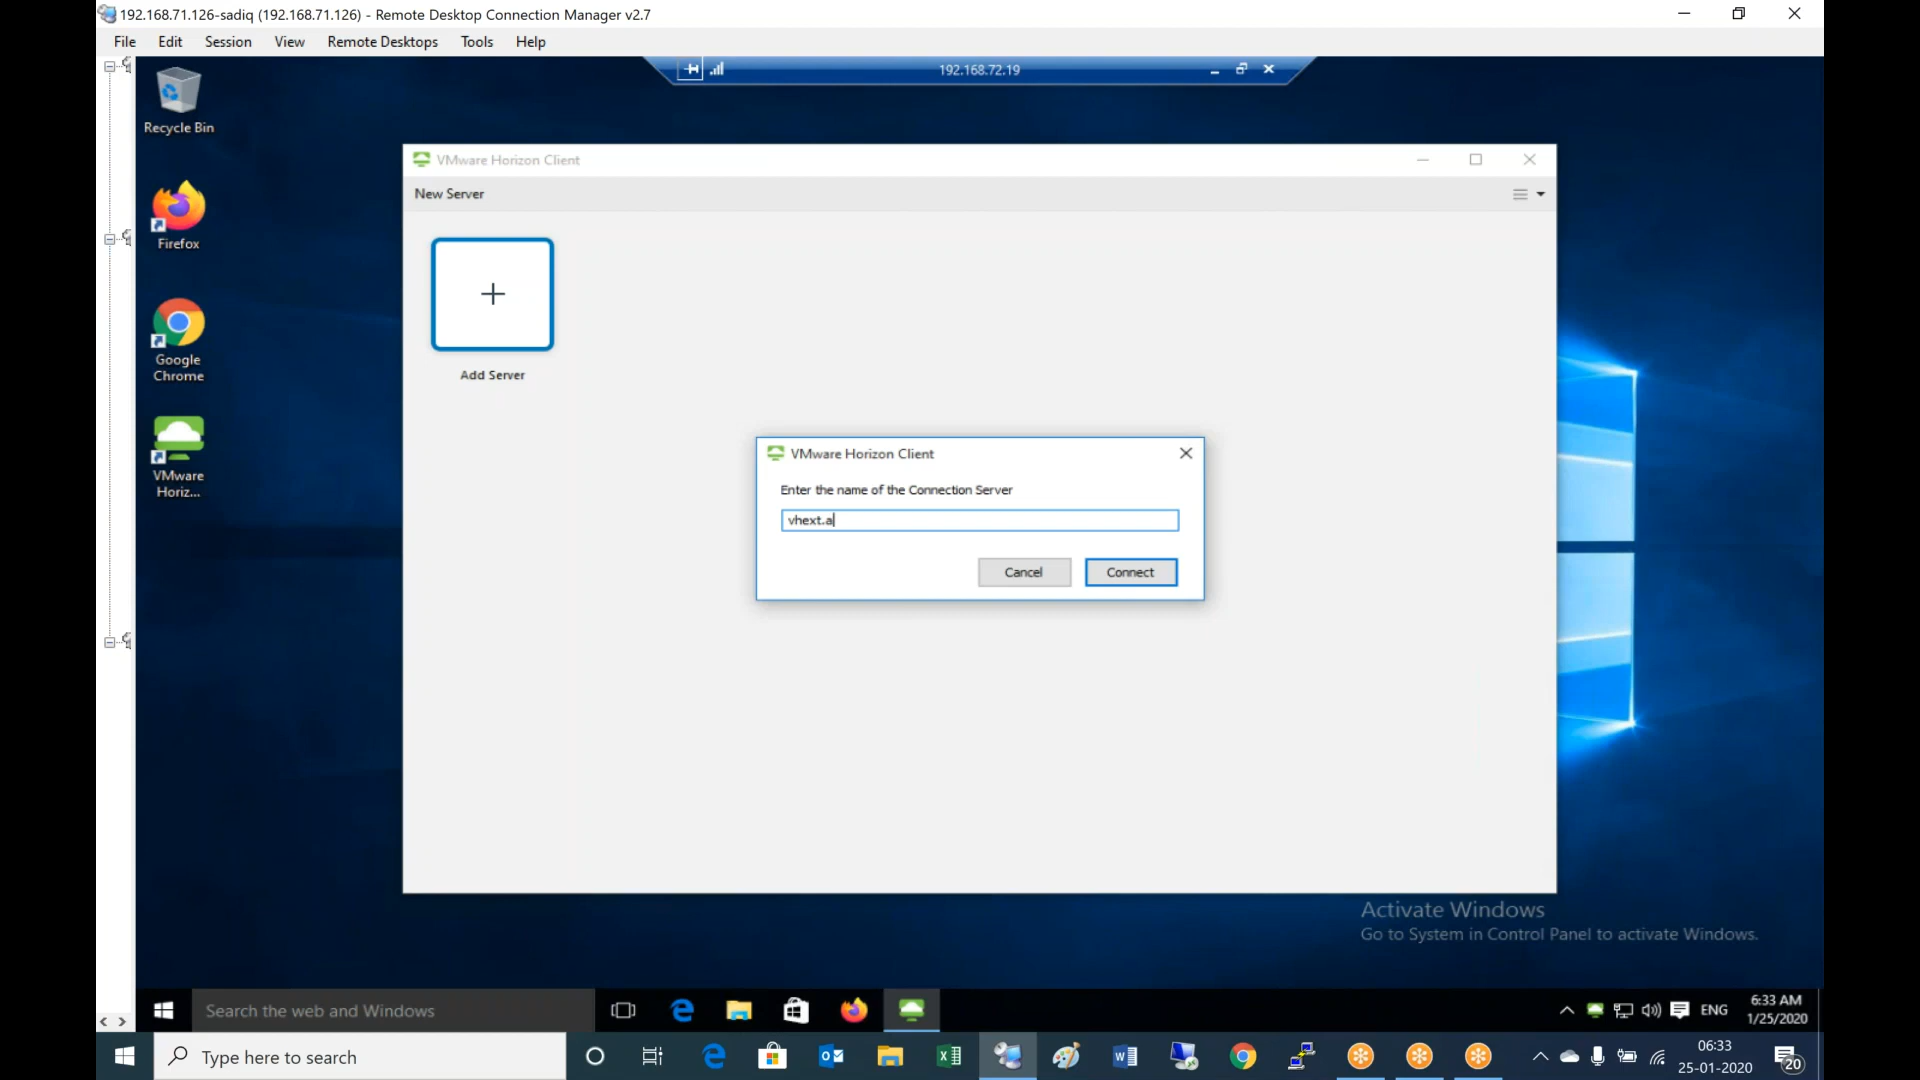 192.168.71.126-sadiq (192.168.71.126) - Remote Desktop Connection Manager v2.7
File Edit Session View Remote Desktops Tools Help
192.168.72.19
Recycle Bin
Firefox
Google
Chrome
VMware
Horiz...
VMware Horizon Client
New Server
Add Server
VMware Horizon Client
Enter the name of the Connection Server
vhext.a
Cancel Connect
Activate Windows
Go to System in Control Panel to activate Windows.
Search the web and Windows
ENG
6:33 AM
1/25/2020
Type here to search
06:33
25-01-2020
20